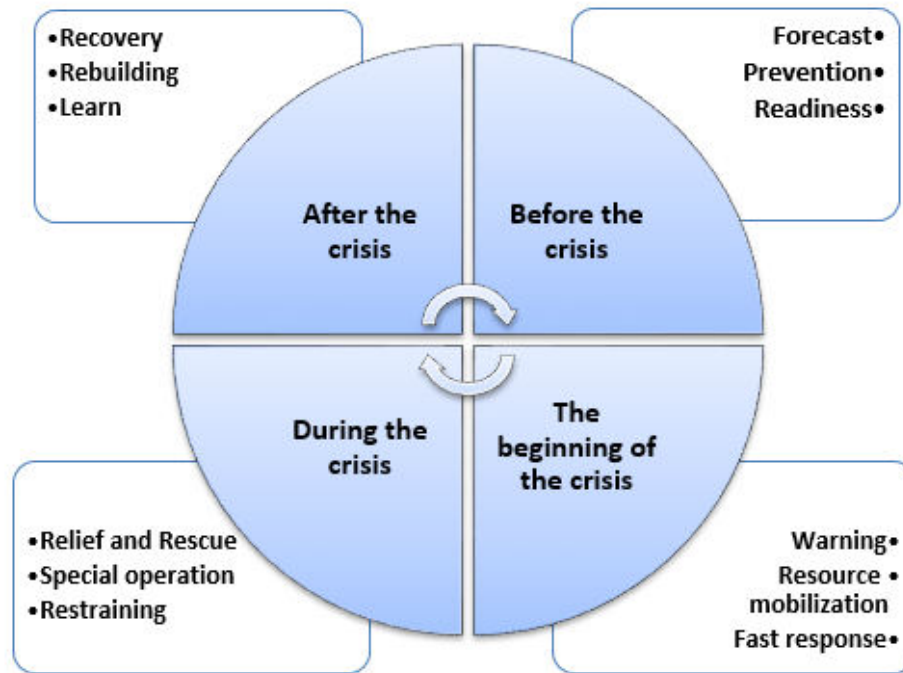 •Recovery
•Rebuilding
•Learn
Forecast•
Prevention•
Readiness•
After the
crisis
Before the
crisis
During the
crisis
The
beginning of
the crisis
•Relief and Rescue
•Special operation
•Restraining
Warning•
Resource •
mobilization
Fast response•